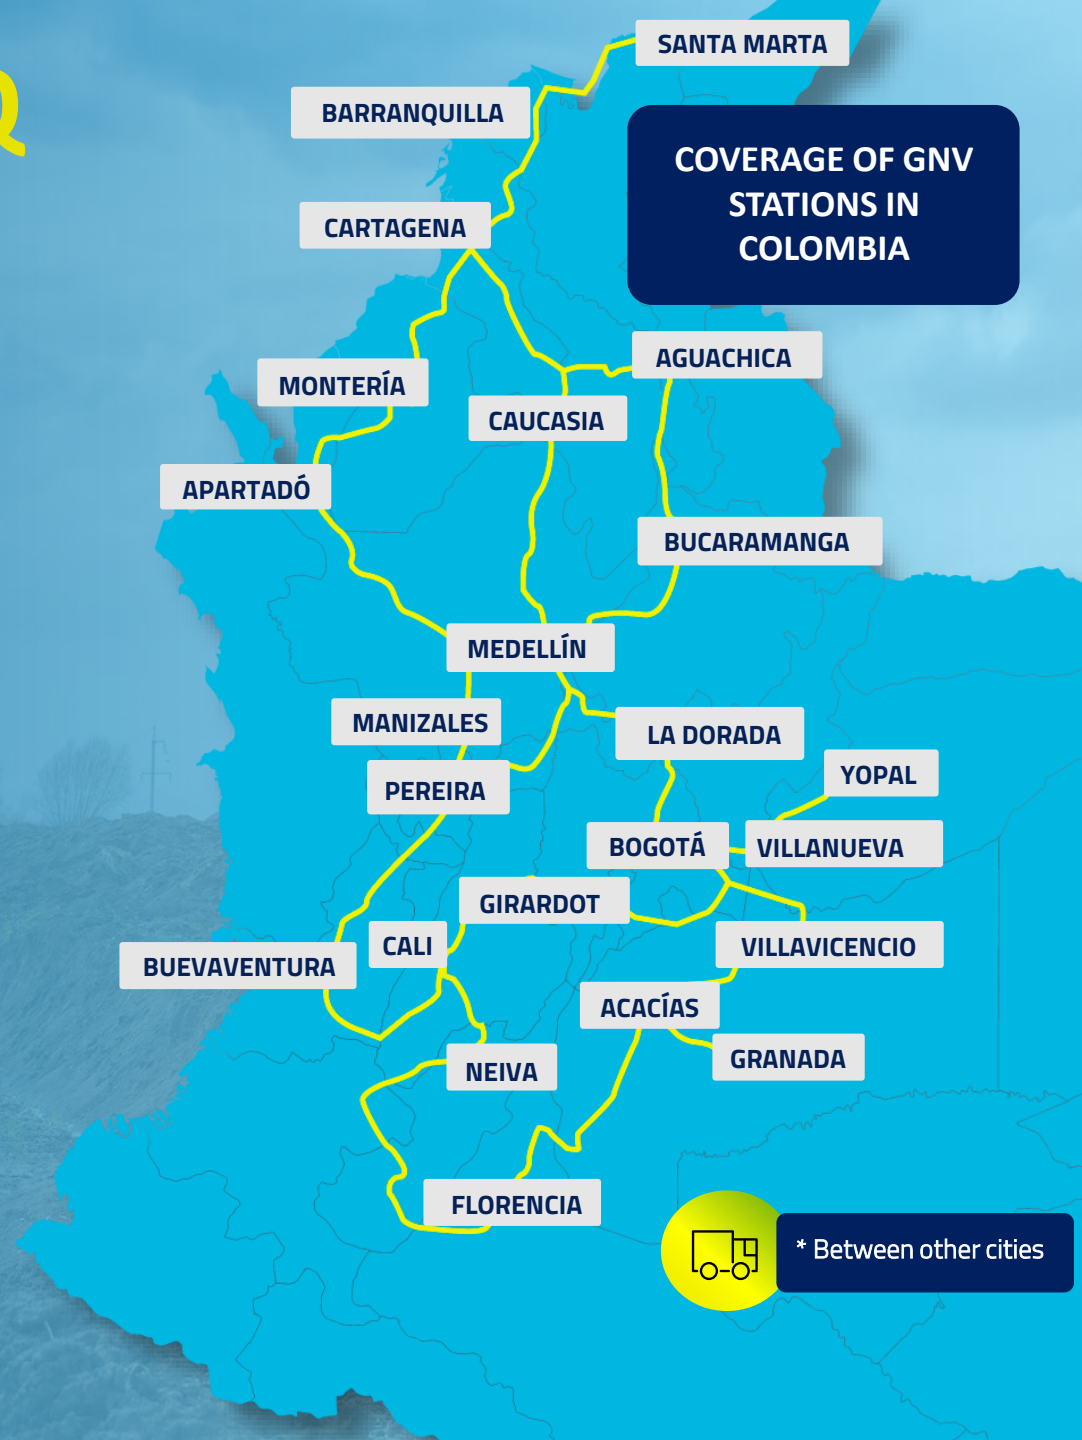 SANTA MARTA
BARRANQUILLA
COVERAGE OF GNV
STATIONS IN
COLOMBIA
CARTAGENA
AGUACHICA
MONTERÍA
CAUCASIA
APARTADÓ
BUCARAMANGA
MEDELLÍN
MANIZALES
LA DORADA
YOPAL
PEREIRA
BOGOTÁ
VILLANUEVA
GIRARDOT
CALI
VILLAVICENCIO
BUEVAVENTURA
ACACÍAS
GRANADA
NEIVA
FLORENCIA
* Between other cities